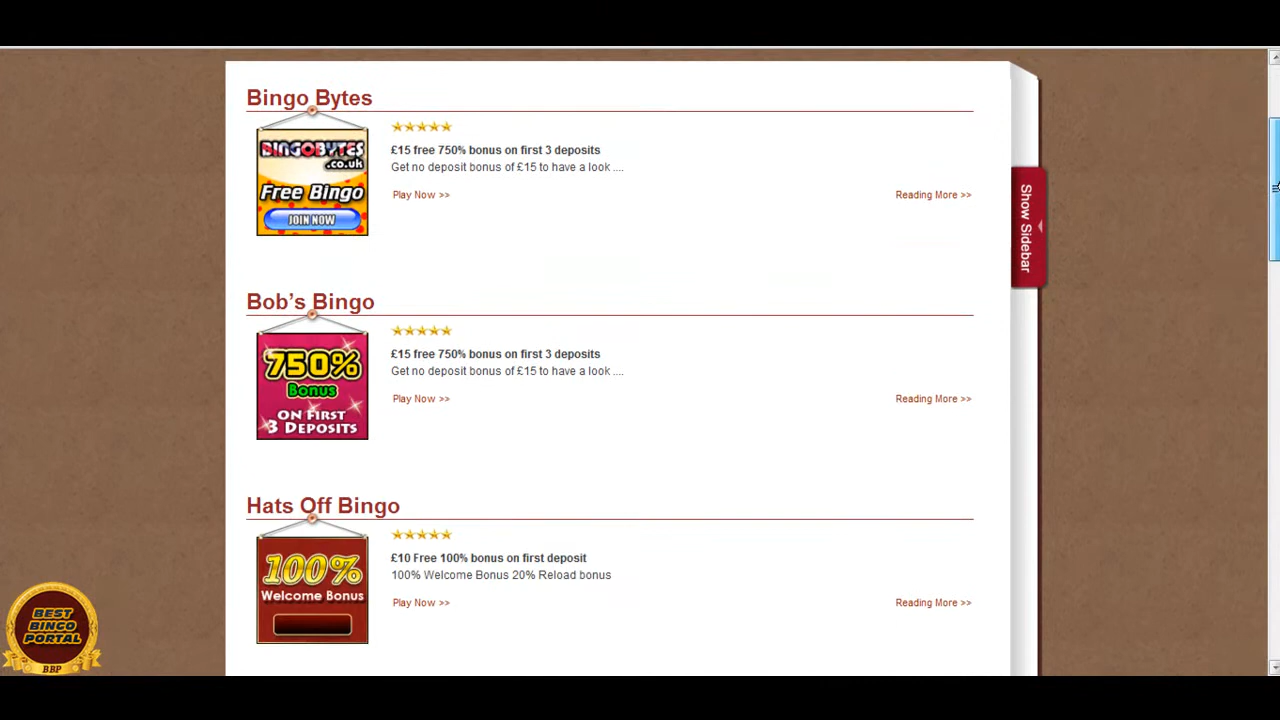 Bingo Bytes
BINGOBYTES
.co.uk
Free Bingo
JOIN NOW
£15 free 750% bonus on first 3 deposits
Get no deposit bonus of £15 to have a look ....
Play Now >>
Reading More >>
Show Sidebar
Bob’s Bingo
750%
Bonus
ON FIRST
3 DEPOSITS
£15 free 750% bonus on first 3 deposits
Get no deposit bonus of £15 to have a look ....
Play Now >>
Reading More >>
Hats Off Bingo
100%
Welcome Bonus
£10 Free 100% bonus on first deposit
100% Welcome Bonus 20% Reload bonus
Play Now >>
Reading More >>
BEST
BINGO
PORTAL
BBP